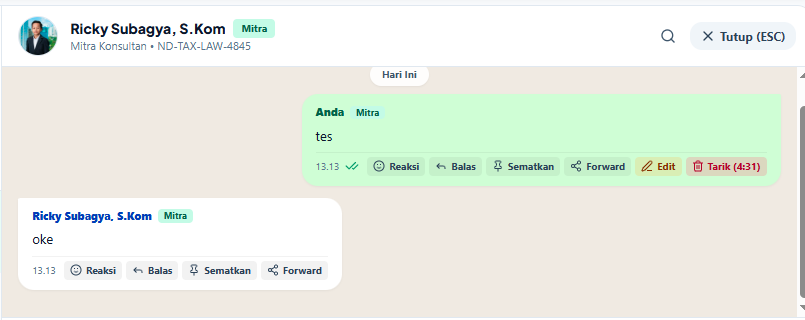 Ricky Subagya, S.Kom Mitra
Mitra Konsultan • ND-TAX-LAW-4845
Tutup (ESC)
Hari Ini
Anda Mitra
tes
13.13 Reaksi Balas Sematkan Forward Edit Tarik (4:31)
Ricky Subagya, S.Kom Mitra
oke
13.13 Reaksi Balas Sematkan Forward